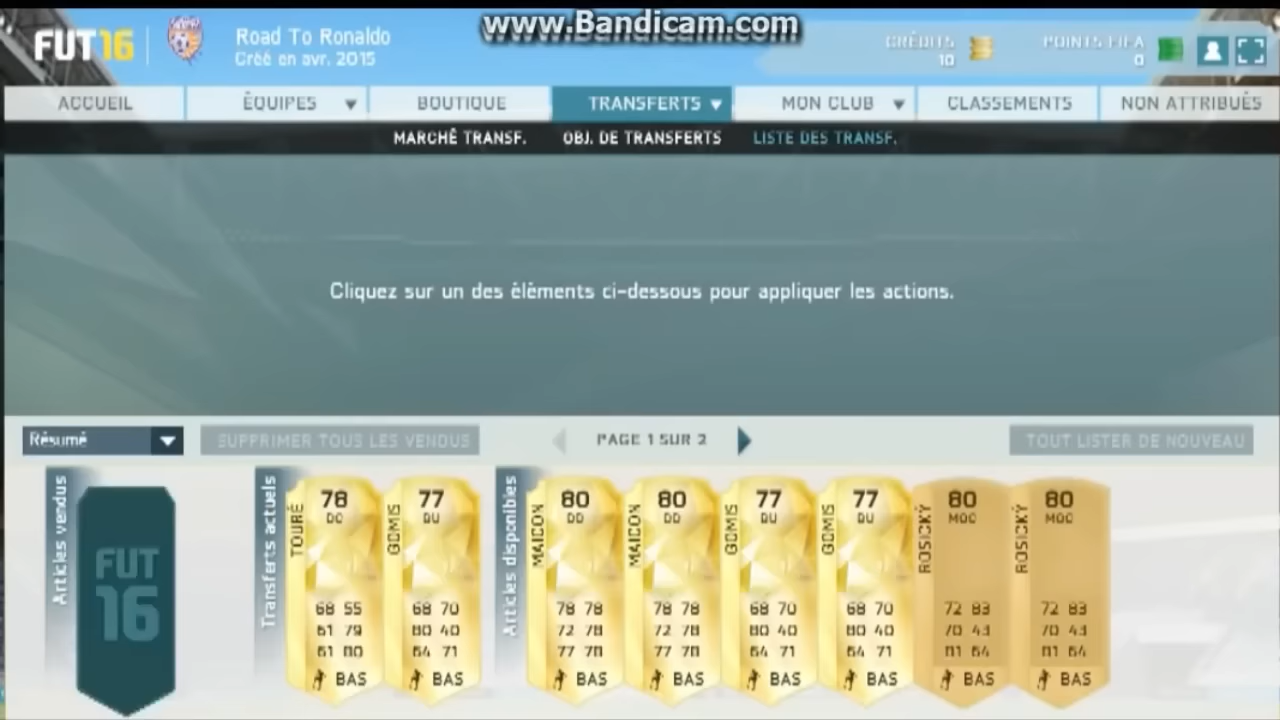 www.Bandicam.com
FUT16
Road To Ronaldo
Créé en avr. 2015
CRÉDITS
10
POINTS FIFA
0
ACCUEIL ÉQUIPES BOUTIQUE TRANSFERTS MON CLUB CLASSEMENTS NON ATTRIBUÉS
MARCHÉ TRANSF. OBJ. DE TRANSFERTS LISTE DES TRANSF.
Cliquez sur un des éléments ci-dessous pour appliquer les actions.
Résumé SUPPRIMER TOUS LES VENDUS PAGE 1 SUR 2 TOUT LISTER DE NOUVEAU
Articles vendus
FUT
16
Transferts actuels
TOURÉ
78
DC
68 55
61 79
61 80
BAS
GOMIS
77
BU
68 70
80 40
64 71
BAS
Articles disponibles
MAICON
80
DD
78 78
72 78
77 78
BAS
MAICON
80
DD
78 78
72 78
77 78
BAS
GOMIS
77
BU
68 70
80 40
64 71
BAS
GOMIS
77
BU
68 70
80 40
64 71
BAS
ROSICKÝ
80
MOC
72 83
70 43
81 64
BAS
ROSICKÝ
80
MOC
72 83
70 43
81 64
BAS